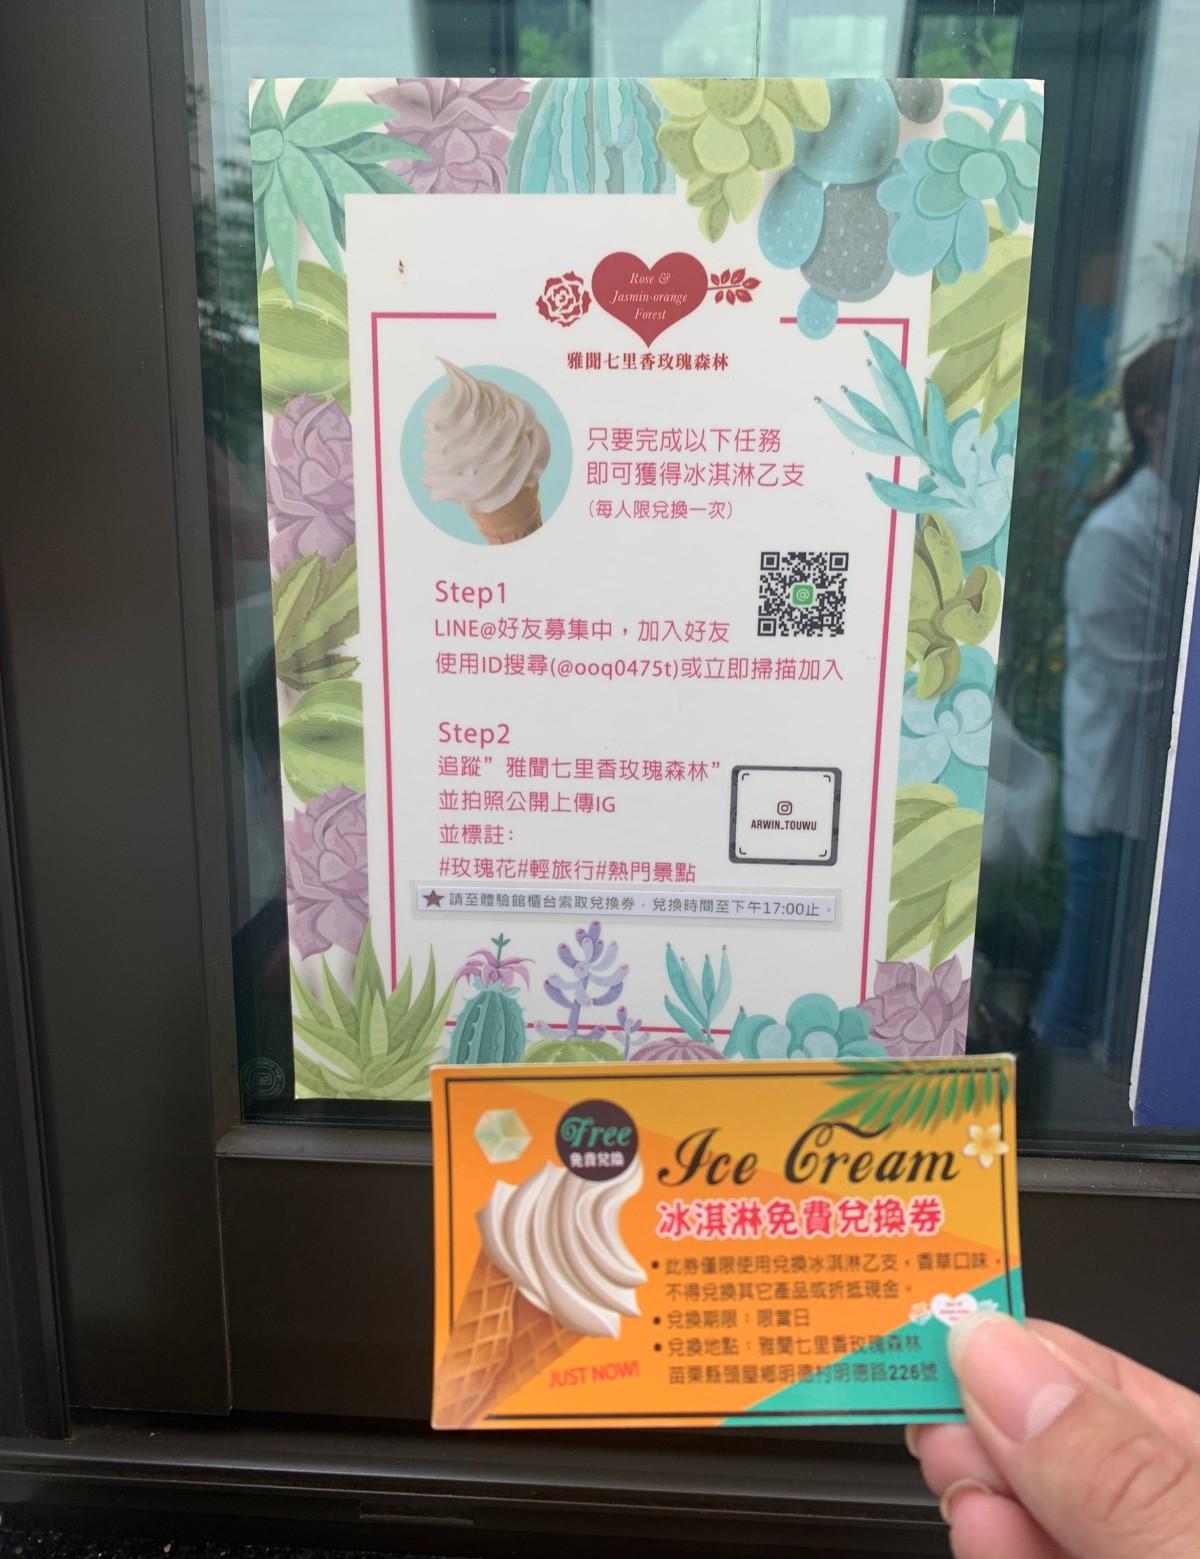 Rose &
Jasmin-orange
Forest
雅聞七里香玫瑰森林
只要完成以下任務
即可獲得冰淇淋乙支
(每人限兌換一次)
Step1
LINE@好友募集中，加入好友
使用ID搜尋(@ooq0475t)或立即掃描加入
Step2
追蹤”雅聞七里香玫瑰森林”
並拍照公開上傳IG
並標註:
#玫瑰花#輕旅行#熱門景點
ARWIN_TOUWU
★請至體驗館櫃台索取兌換券．兌換時間至下午17:00止。
Free
免費兌換
Ice Cream
冰淇淋免費兌換券
•此券僅限使用兌換冰淇淋乙支，香草口味，
不得兌換其它產品或折抵現金。
•兌換期限：限當日
•兌換地點：雅聞七里香玫瑰森林
苗栗縣頭屋鄉明德村明德路226號
JUST NOW!